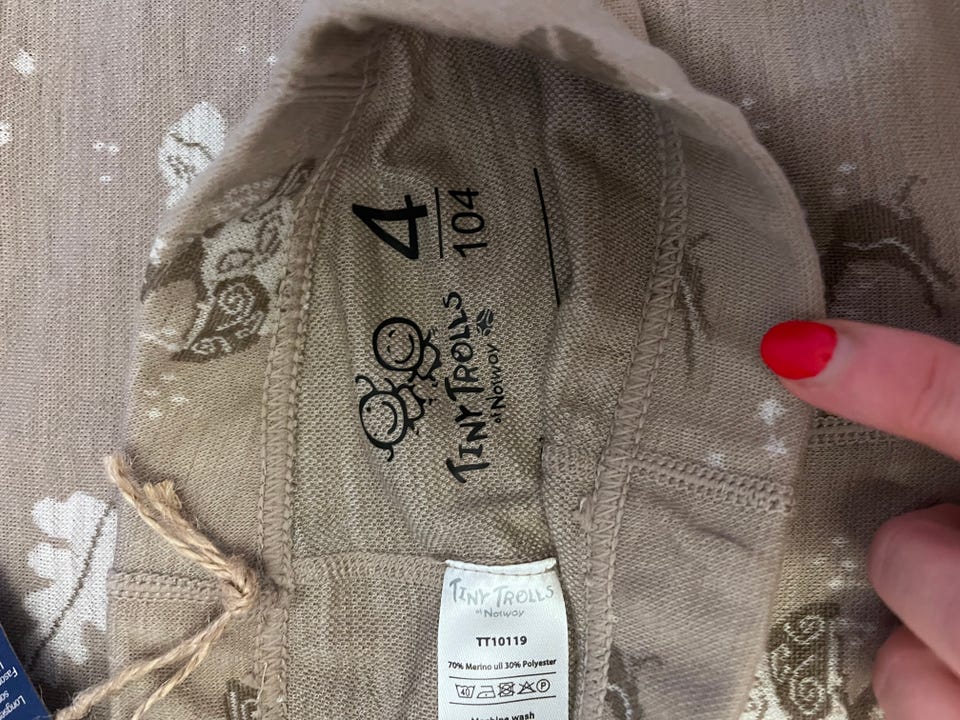 4
104
TINY TROLLS
of Norway
TINY TROLLS
of Norway
TT10119
70% Merino ull 30% Polyester
40
P
Machine wash